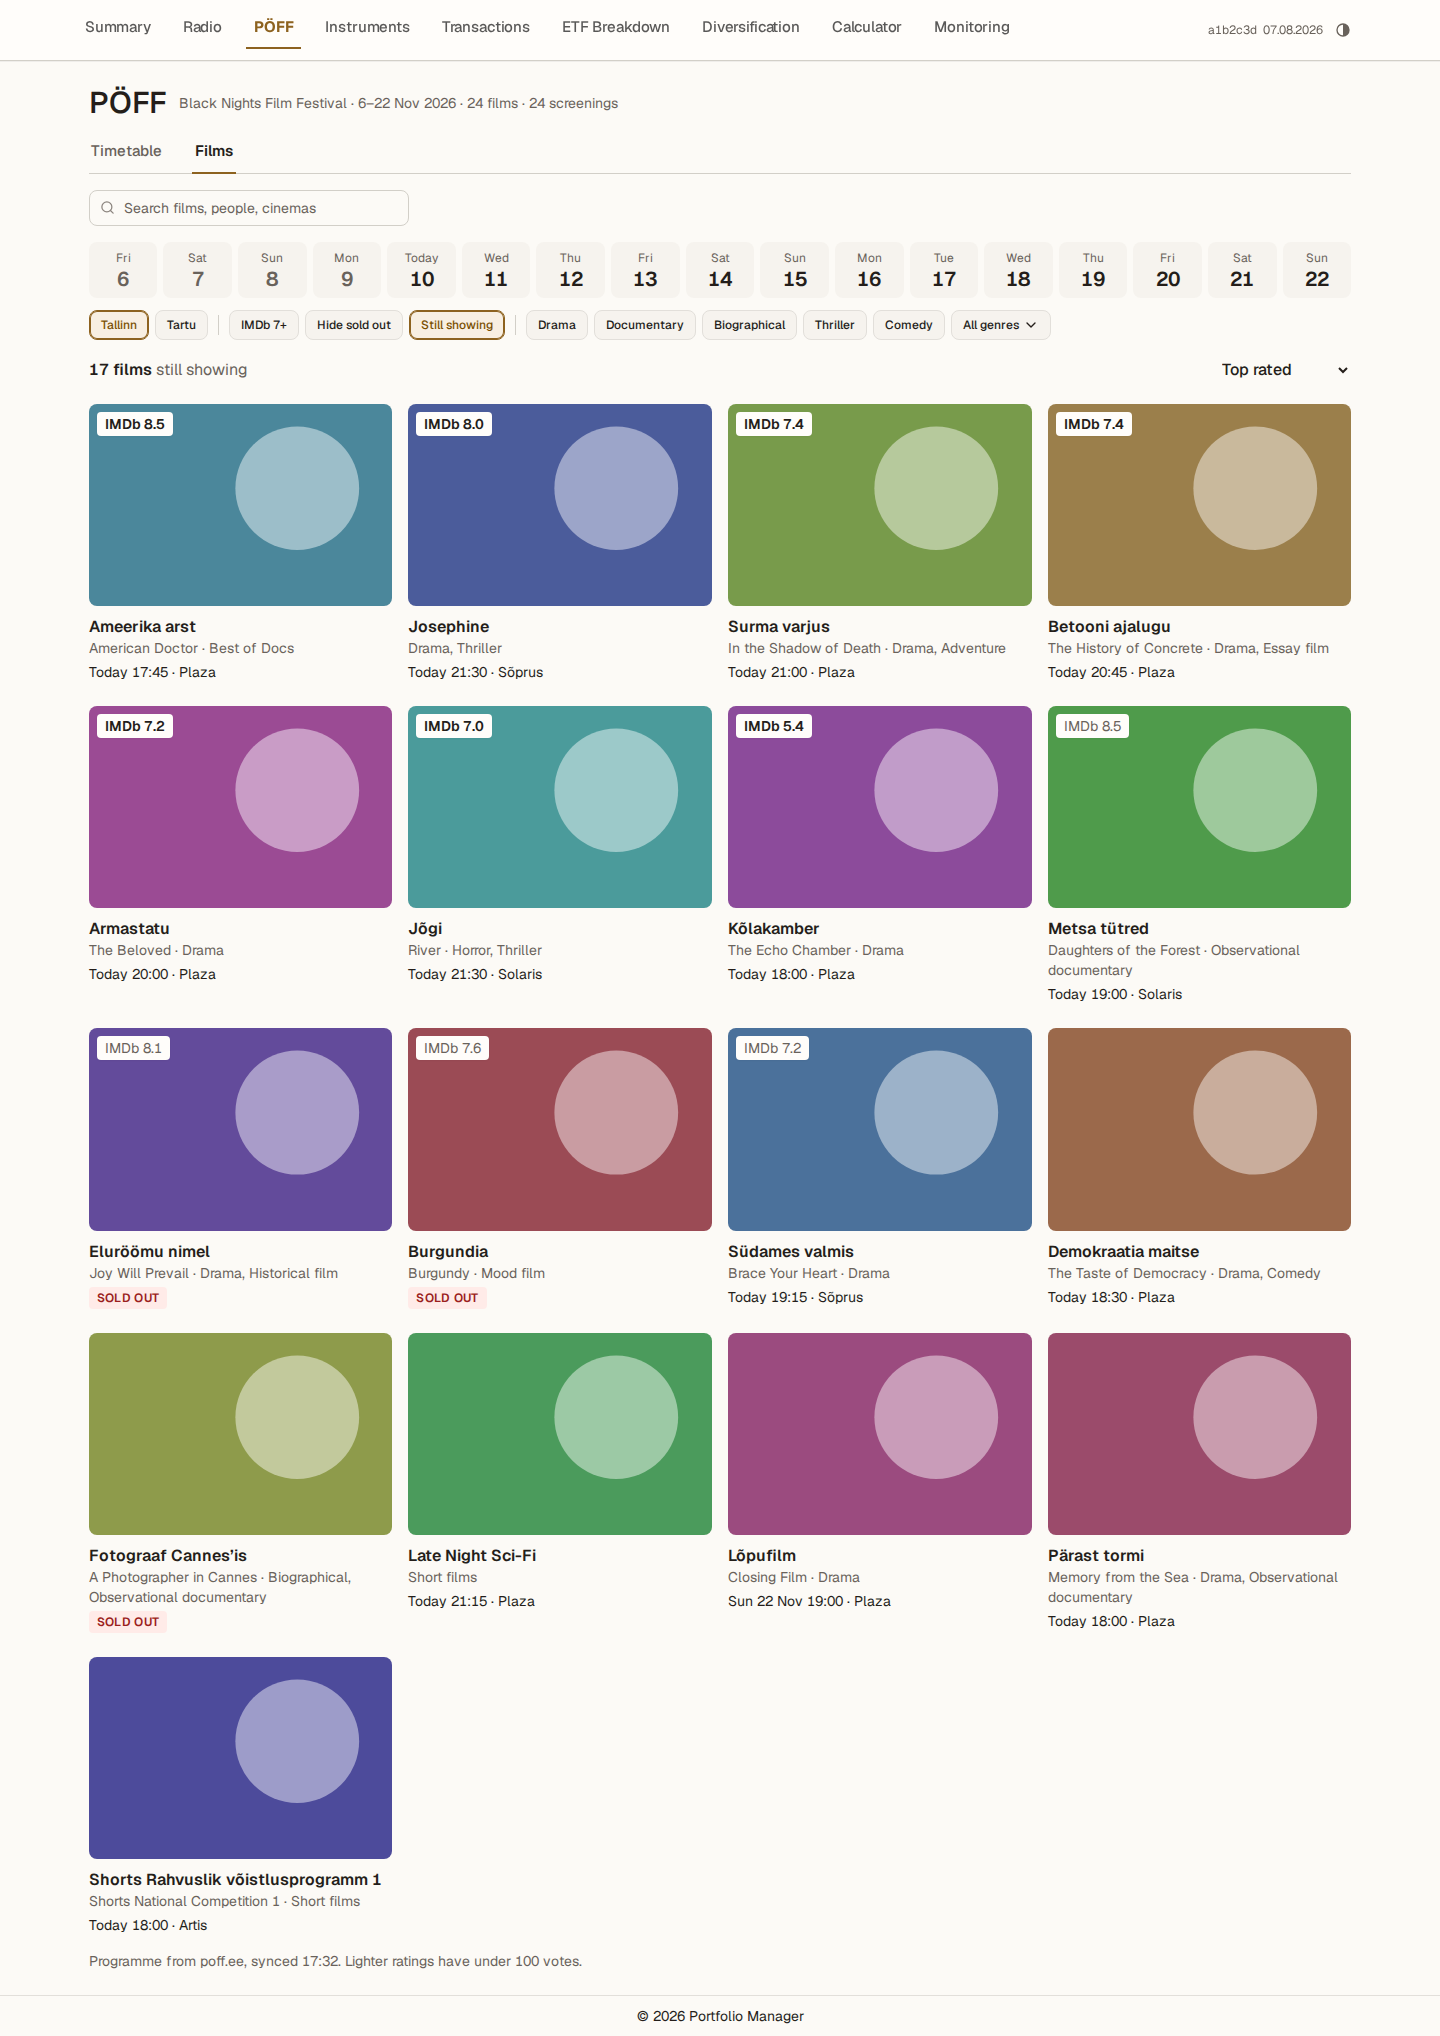 Summary Radio PÖFF Instruments Transactions ETF Breakdown Diversification Calculator Monitoring a1b2c3d 07.08.2026
PÖFF Black Nights Film Festival · 6–22 Nov 2026 · 24 films · 24 screenings
Timetable Films
Search films, people, cinemas
Fri Sat Sun Mon Today Wed Thu Fri Sat Sun Mon Tue Wed Thu Fri Sat Sun
6 7 8 9 10 11 12 13 14 15 16 17 18 19 20 21 22
Tallinn Tartu IMDb 7+ Hide sold out Still showing Drama Documentary Biographical Thriller Comedy All genres
17 films still showing Top rated
IMDb 8.5 IMDb 8.0 IMDb 7.4 IMDb 7.4
Ameerika arst Josephine Surma varjus Betooni ajalugu
American Doctor · Best of Docs Drama, Thriller In the Shadow of Death · Drama, Adventure The History of Concrete · Drama, Essay film
Today 17:45 · Plaza Today 21:30 · Sõprus Today 21:00 · Plaza Today 20:45 · Plaza
IMDb 7.2 IMDb 7.0 IMDb 5.4 IMDb 8.5
Armastatu Jõgi Kõlakamber Metsa tütred
The Beloved · Drama River · Horror, Thriller The Echo Chamber · Drama Daughters of the Forest · Observational
documentary
Today 20:00 · Plaza Today 21:30 · Solaris Today 18:00 · Plaza
Today 19:00 · Solaris
IMDb 8.1 IMDb 7.6 IMDb 7.2
Eluröömu nimel Burgundia Südames valmis Demokraatia maitse
Joy Will Prevail · Drama, Historical film Burgundy · Mood film Brace Your Heart · Drama The Taste of Democracy · Drama, Comedy
SOLD OUT SOLD OUT Today 19:15 · Sõprus Today 18:30 · Plaza
Fotograaf Cannes’is Late Night Sci-Fi Lõpufilm Pärast tormi
A Photographer in Cannes · Biographical, Short films Closing Film · Drama Memory from the Sea · Drama, Observational
Observational documentary Today 21:15 · Plaza Sun 22 Nov 19:00 · Plaza documentary
SOLD OUT Today 18:00 · Plaza
Shorts Rahvuslik võistlusprogramm 1
Shorts National Competition 1 · Short films
Today 18:00 · Artis
Programme from poff.ee, synced 17:32. Lighter ratings have under 100 votes.
© 2026 Portfolio Manager